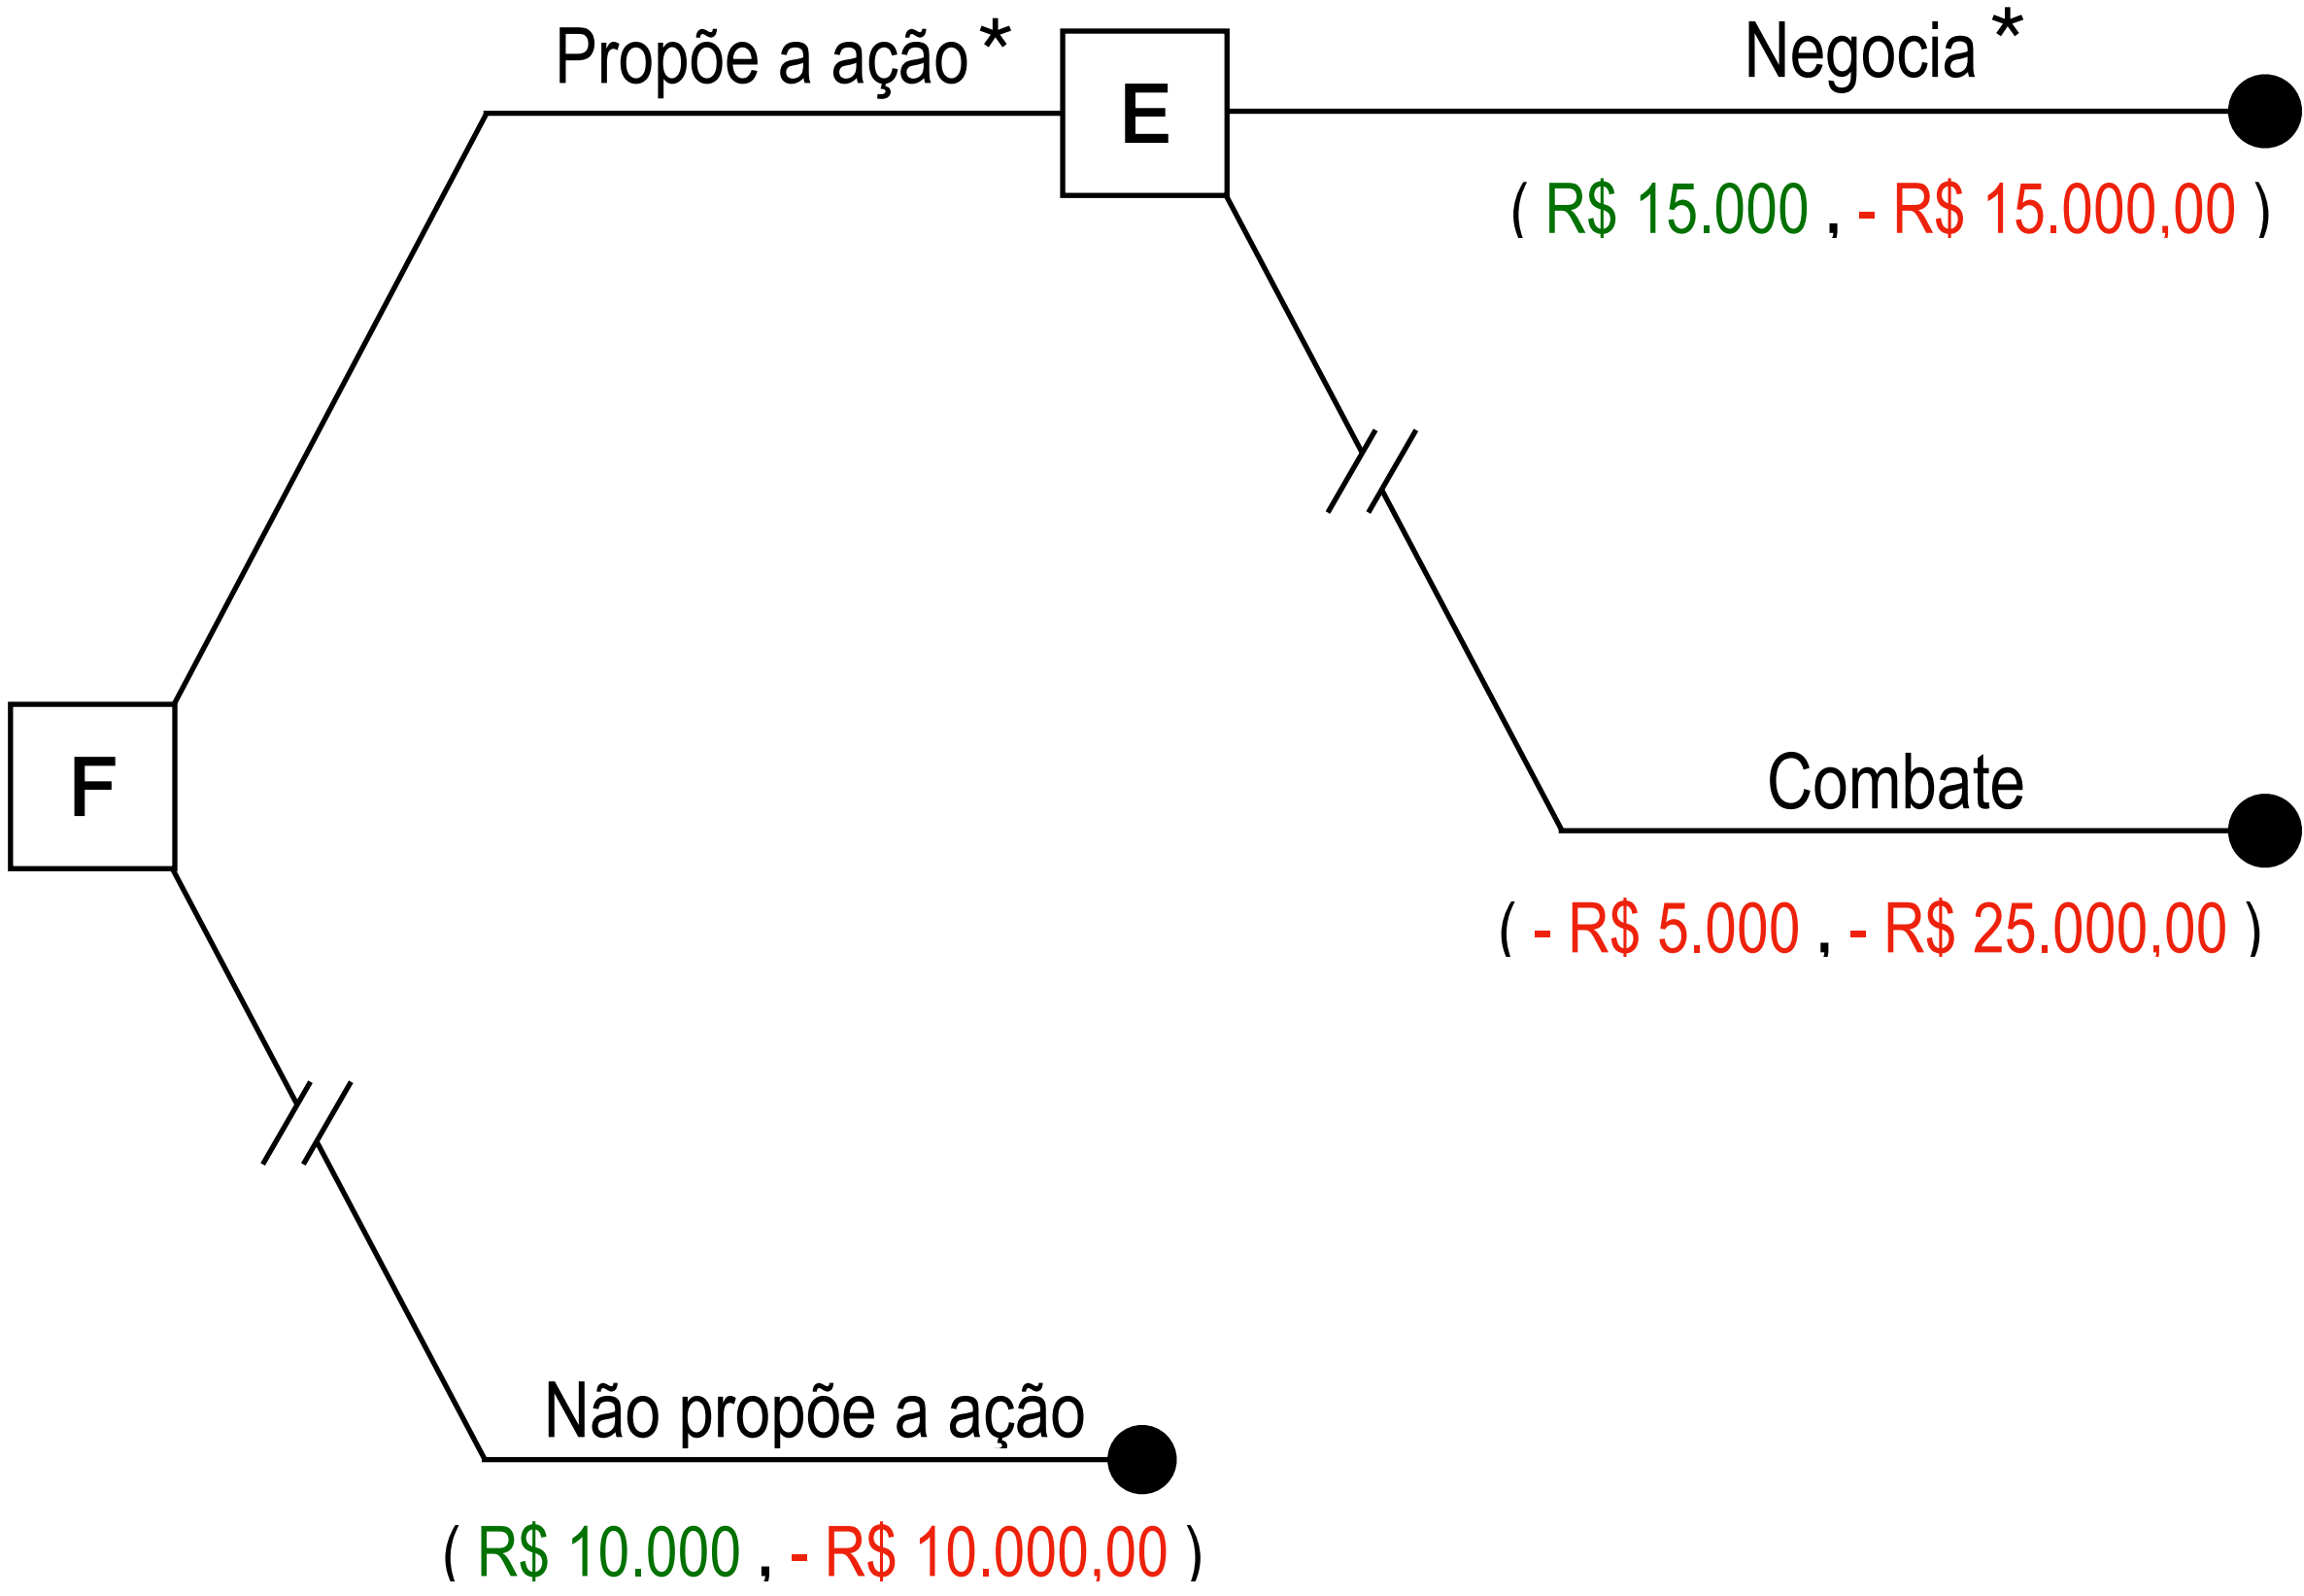 Propõe a ação *
Negocia *
E
( R$ 15.000 , - R$ 15.000,00 )
F
Combate
( - R$ 5.000 , - R$ 25.000,00 )
Não propõe a ação
( R$ 10.000 , - R$ 10.000,00 )